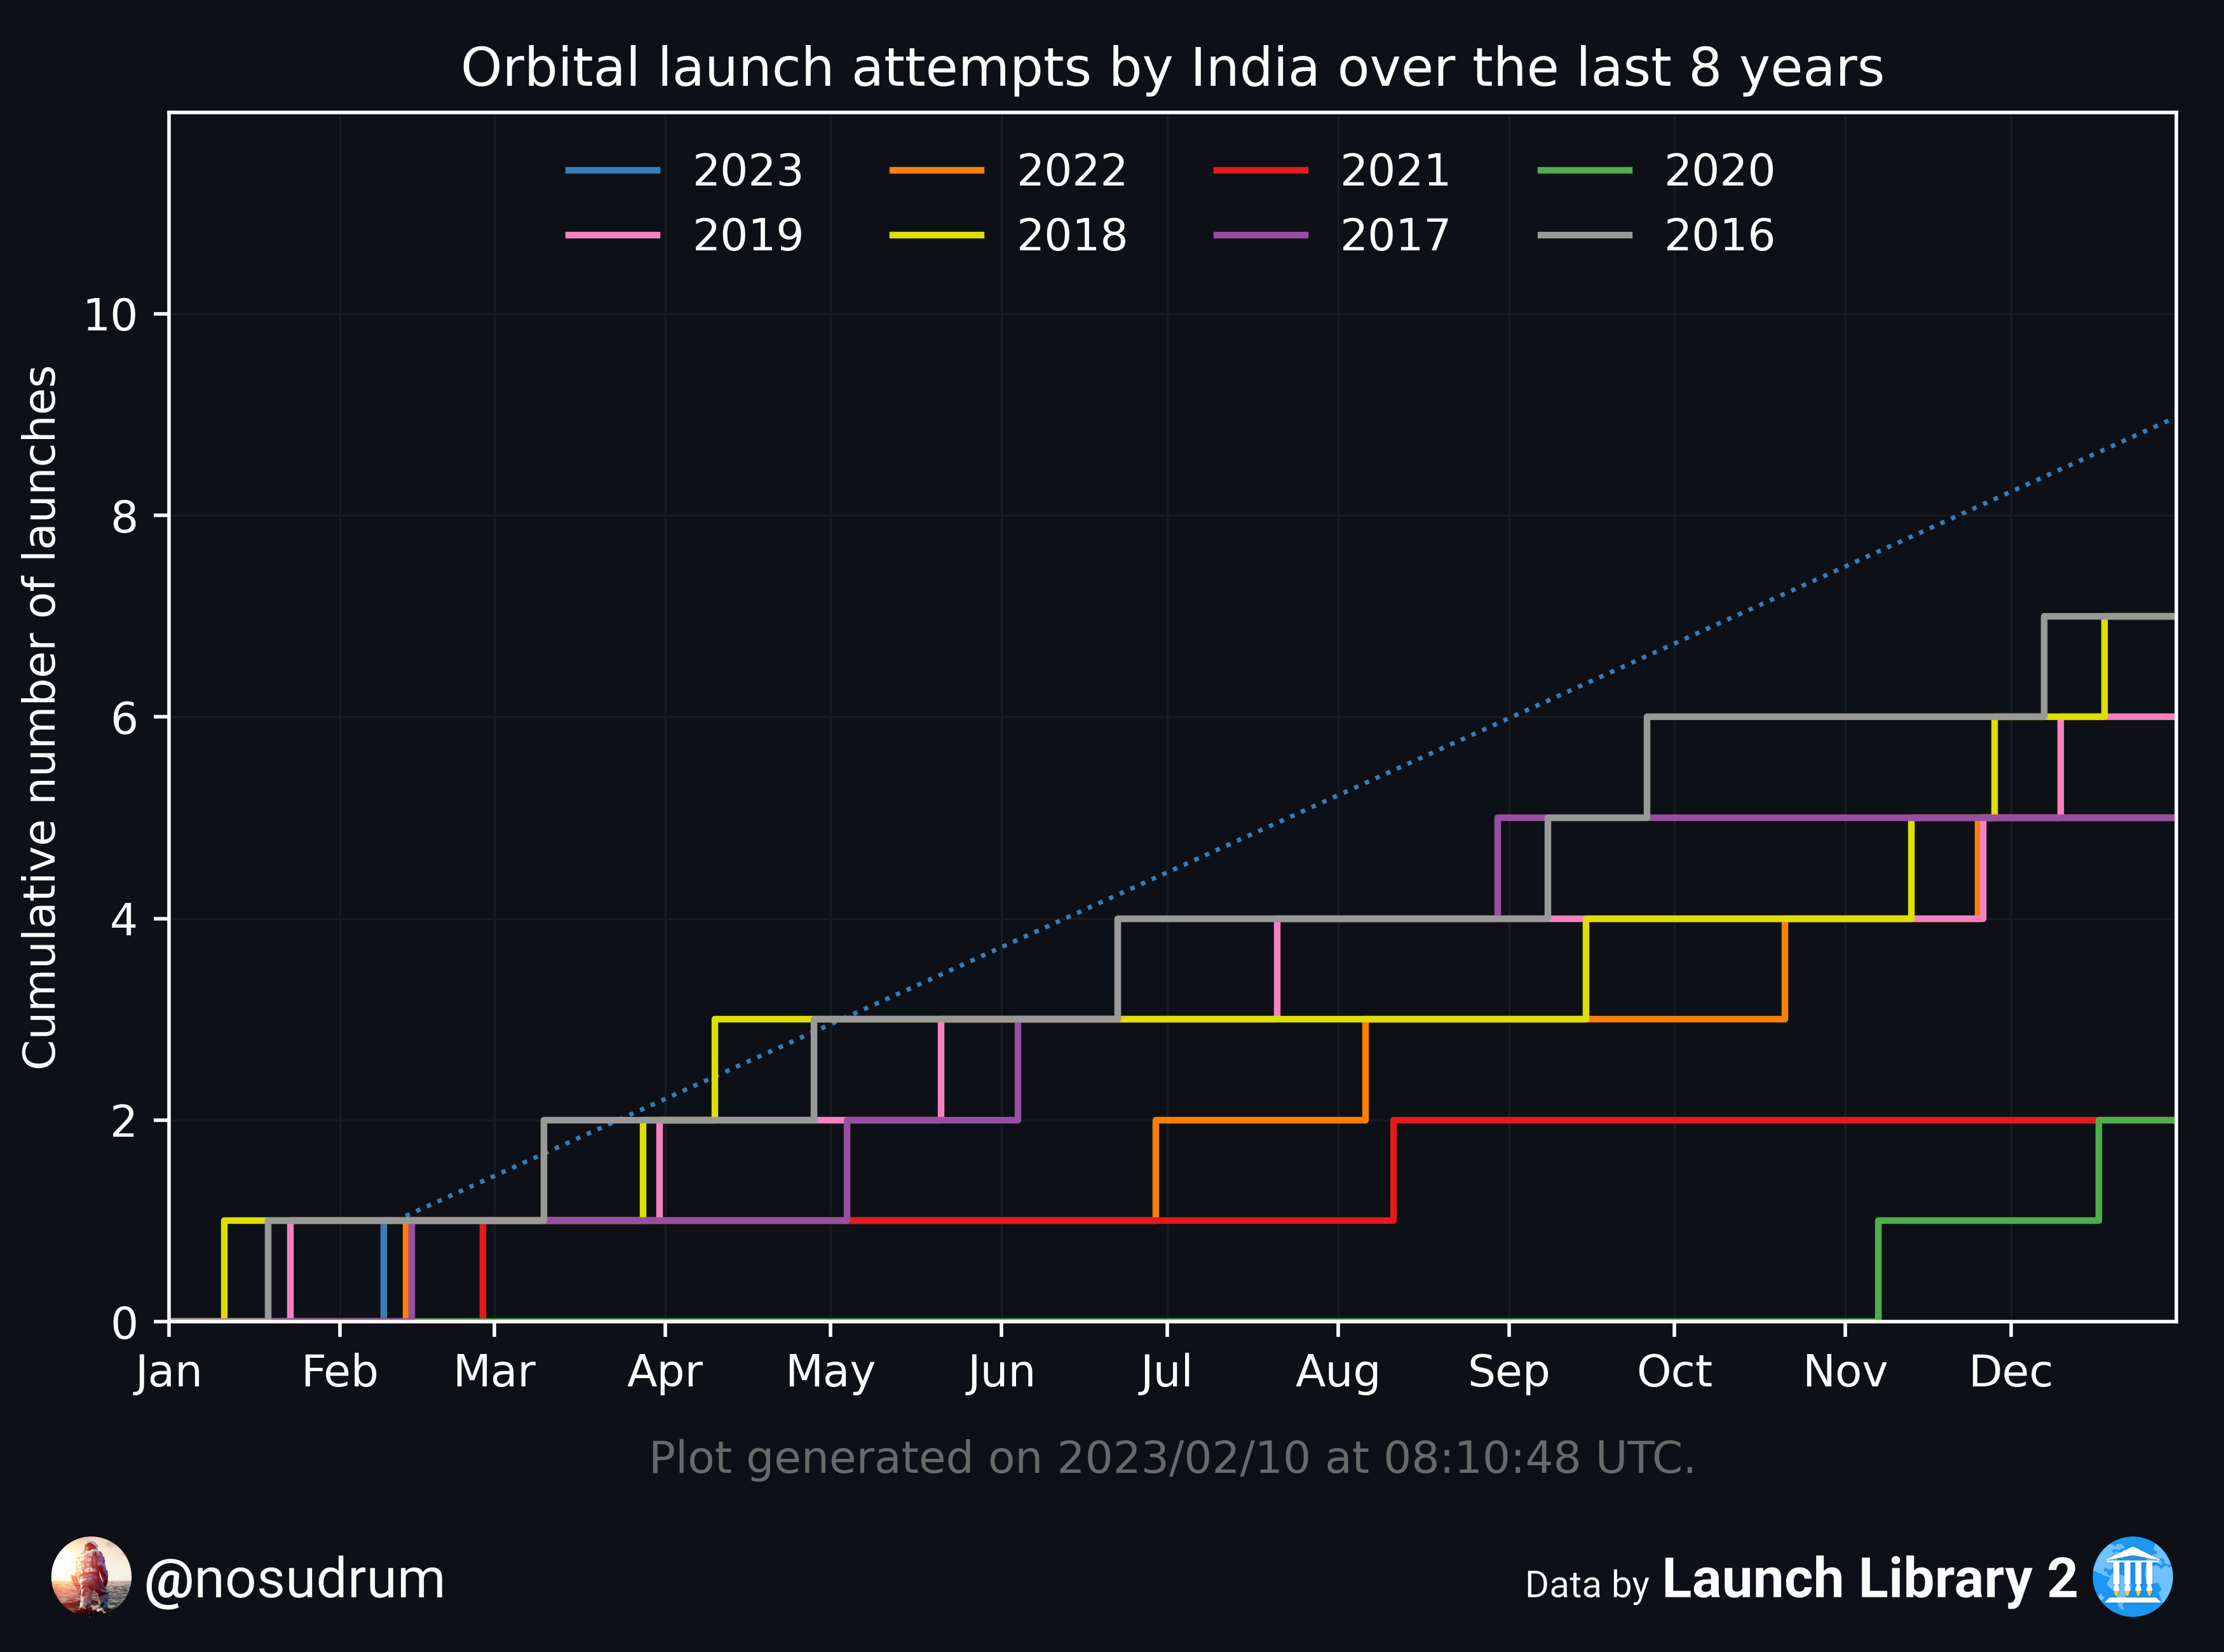 Orbital launch attempts by India over the last 8 years
2023 2022 2021 2020
2019 2018 2017 2016
Cumulative number of launches
10
8
6
4
2
0
Jan Feb Mar Apr May Jun Jul Aug Sep Oct Nov Dec
Plot generated on 2023/02/10 at 08:10:48 UTC.
@nosudrum
Data by Launch Library 2